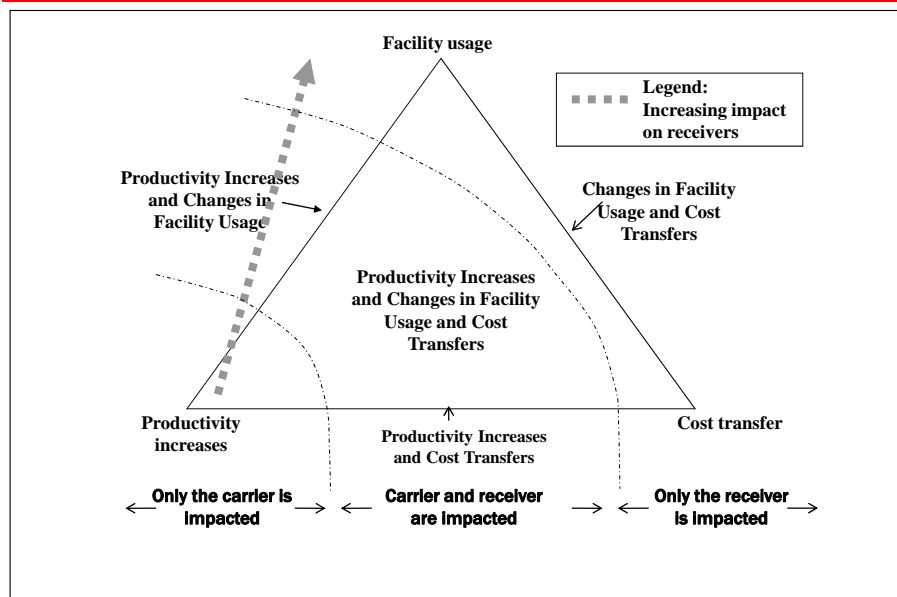 Facility usage
Legend:
Increasing impact
on receivers
Productivity Increases
and Changes in
Facility Usage
Changes in Facility
Usage and Cost
Transfers
Productivity Increases
and Changes in Facility
Usage and Cost
Transfers
Productivity
increases
Productivity Increases
and Cost Transfers
Cost transfer
Only the carrier is
impacted
Carrier and receiver
are impacted
Only the receiver
is impacted